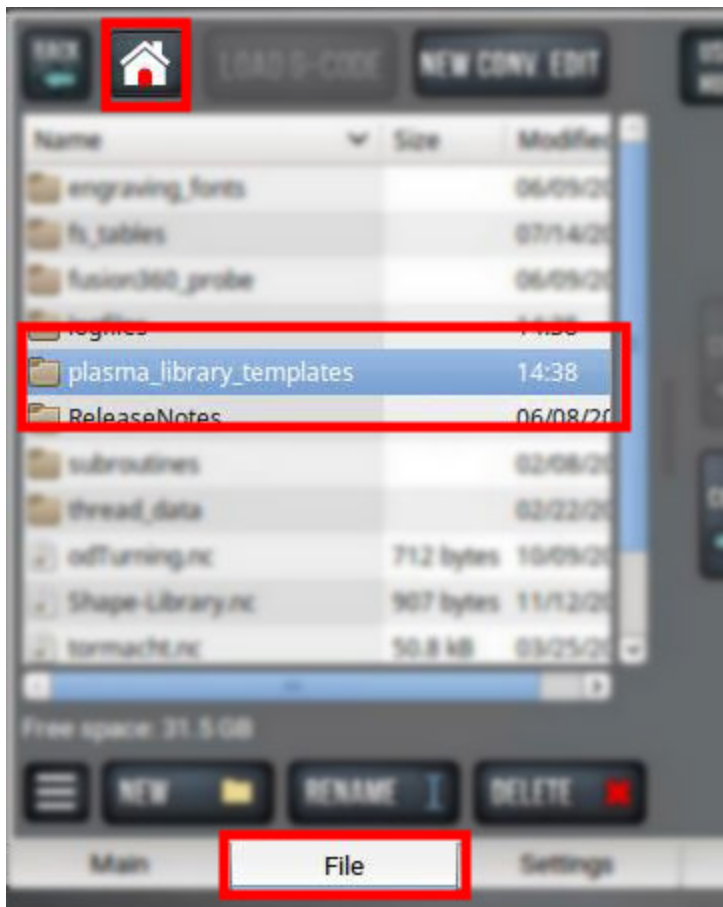 BACK LOAD G-CODE NEW CONV. EDIT
Name Size Modified
engraving_fonts 06/09/20
fs_tables 07/14/20
fusion360_probe 06/09/20
logfiles 14:38
plasma_library_templates 14:38
ReleaseNotes 06/08/20
subroutines 02/08/20
thread_data 02/22/20
odTurning.nc 712 bytes 10/09/20
Shape-Library.nc 907 bytes 11/12/20
tormacht.nc 50.8 kB 03/25/20
Free space: 31.5 GB
NEW RENAME DELETE
Main File Settings